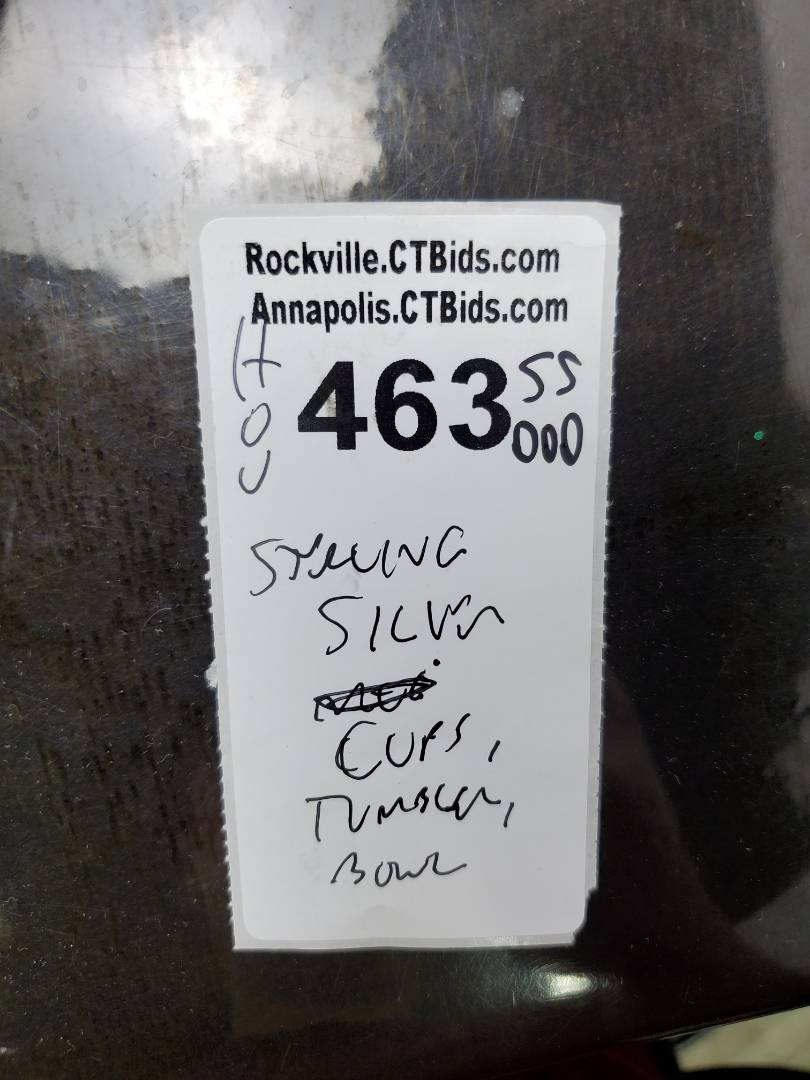 Rockville.CTBids.com
Annapolis.CTBids.com
463 55
000
STERLING
SILVER
CUPS,
TUMBLER,
BOWL